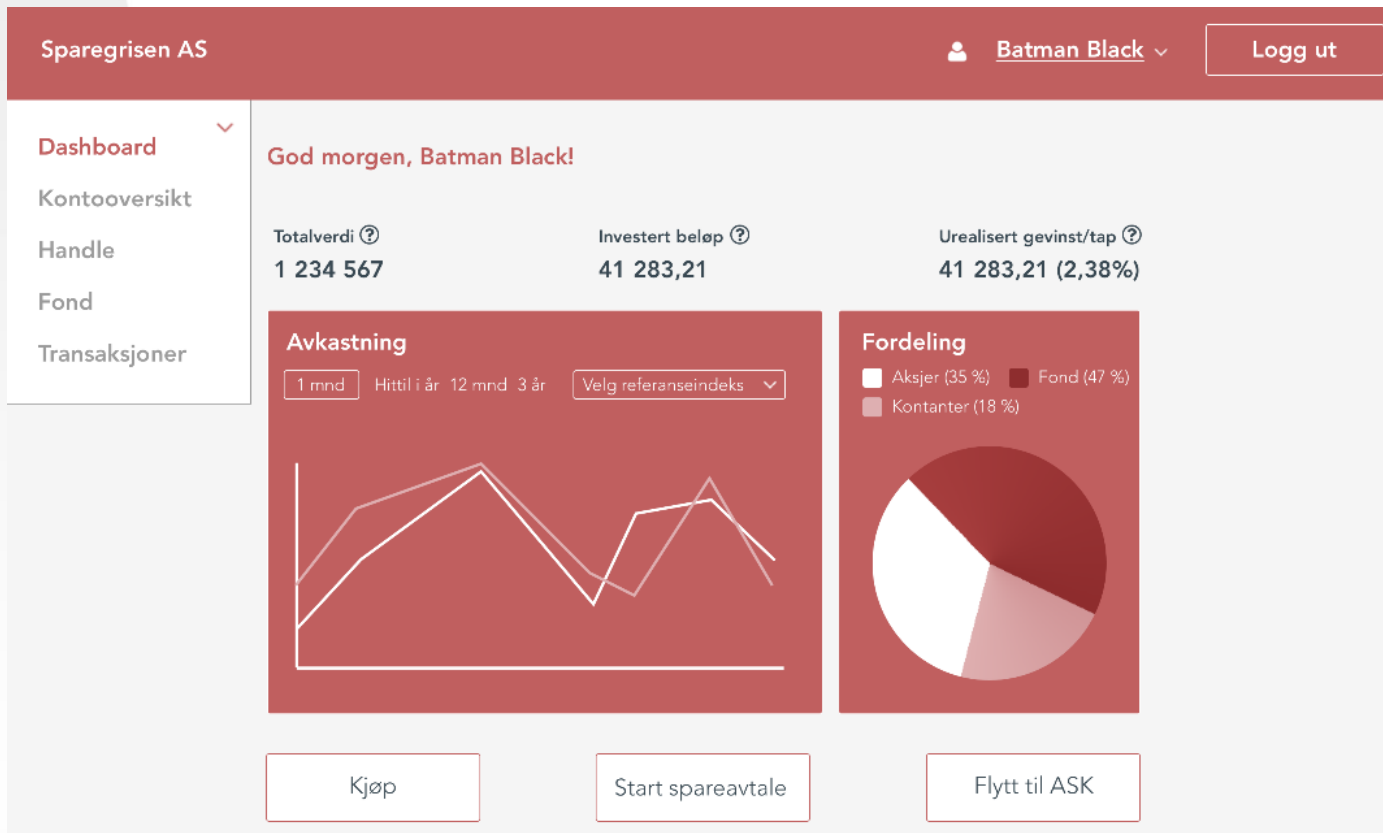 Sparegrisen AS
Batman Black
Logg ut
Dashboard
Kontooversikt
Handle
Fond
Transaksjoner
God morgen, Batman Black!
Totalverdi ?
1 234 567
Investert beløp ?
41 283,21
Urealisert gevinst/tap ?
41 283,21 (2,38%)
Avkastning
1 mnd Hittil i år 12 mnd 3 år Velg referanseindeks
Fordeling
Aksjer (35 %) Fond (47 %)
Kontanter (18 %)
Kjøp
Start spareavtale
Flytt til ASK